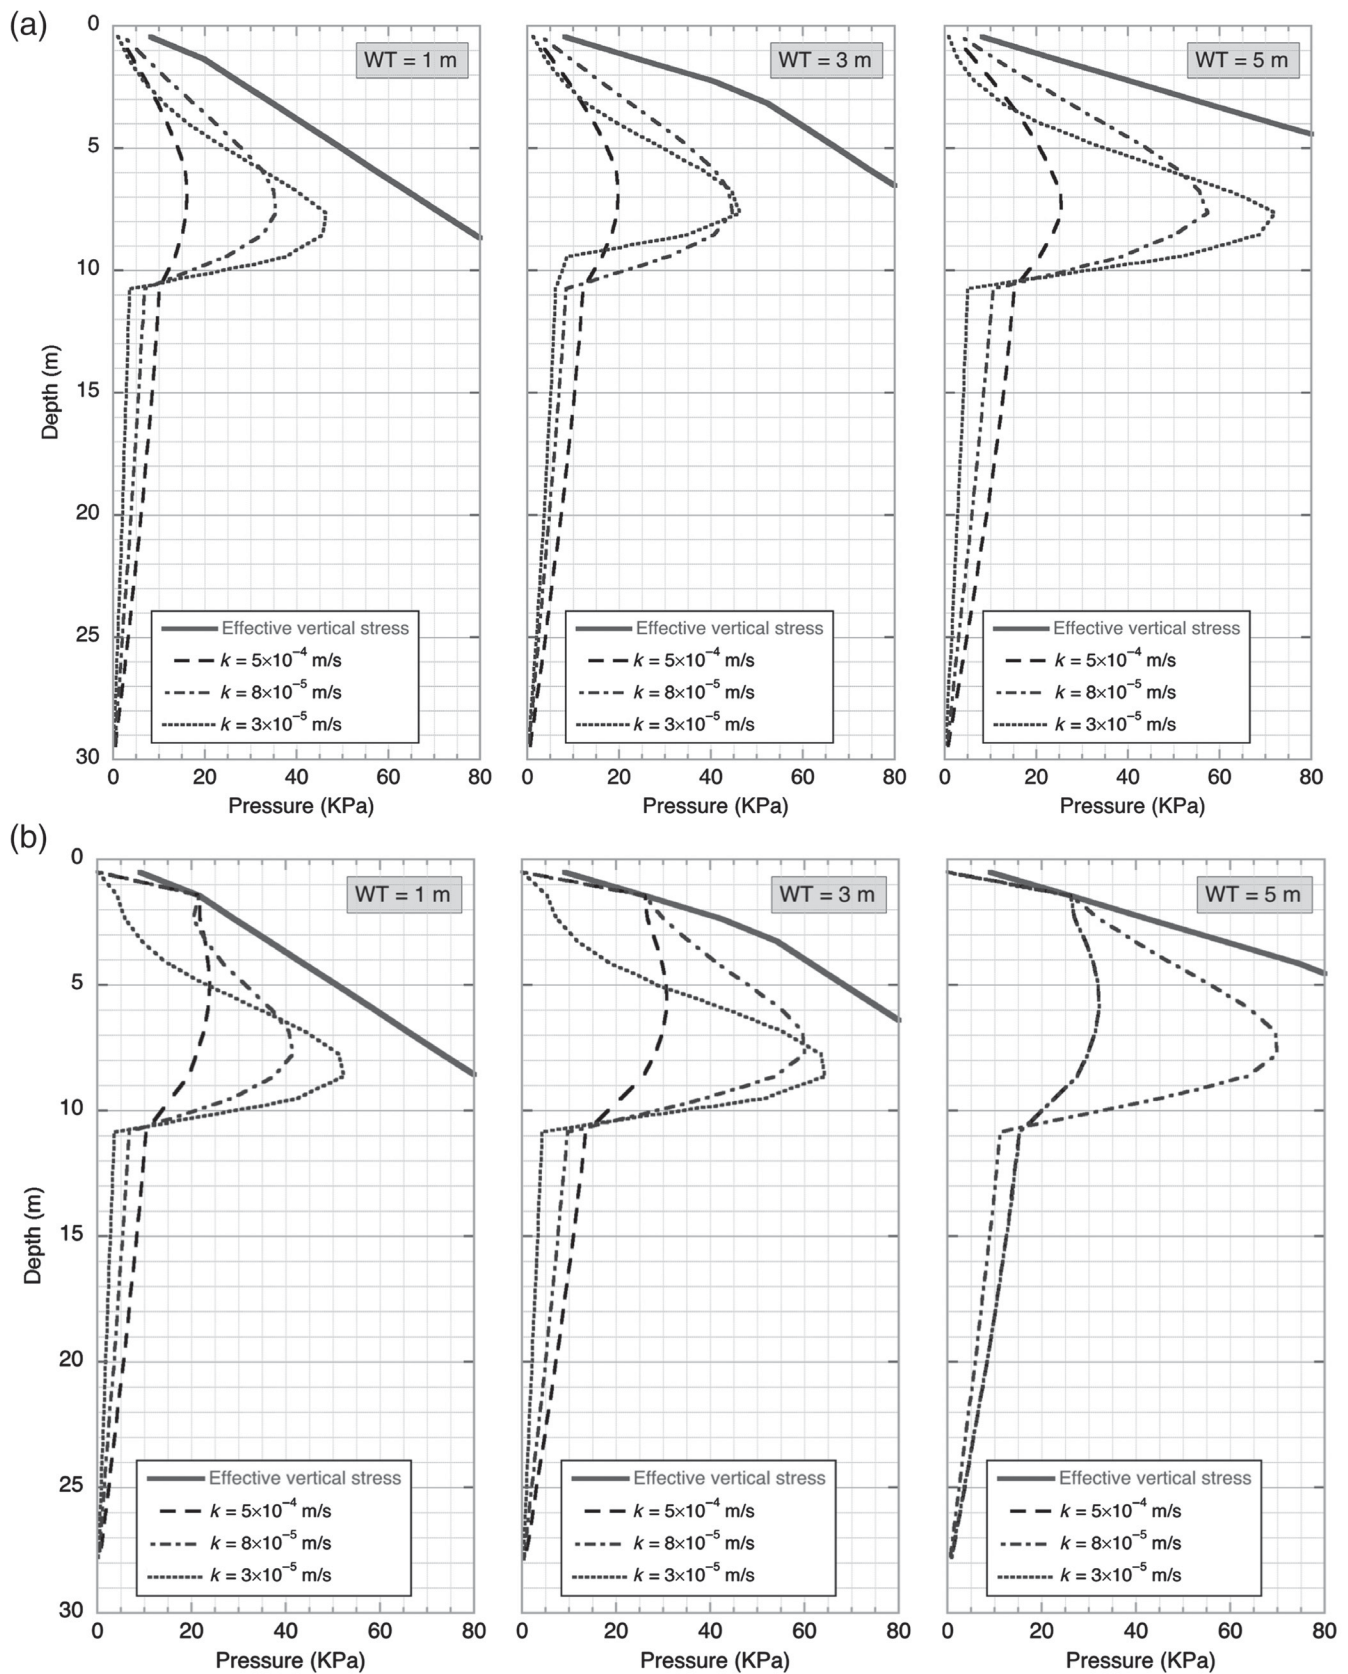 (a)
WT = 1 m
WT = 3 m
WT = 5 m
0
5
10
15
20
25
30
Depth (m)
Effective vertical stress
k = 5×10⁻⁴ m/s
k = 8×10⁻⁵ m/s
k = 3×10⁻⁵ m/s
Effective vertical stress
k = 5×10⁻⁴ m/s
k = 8×10⁻⁵ m/s
k = 3×10⁻⁵ m/s
Effective vertical stress
k = 5×10⁻⁴ m/s
k = 8×10⁻⁵ m/s
k = 3×10⁻⁵ m/s
0 20 40 60 80
0 20 40 60 80
0 20 40 60 80
Pressure (KPa)
Pressure (KPa)
Pressure (KPa)
(b)
WT = 1 m
WT = 3 m
WT = 5 m
0
5
10
15
20
25
30
Depth (m)
Effective vertical stress
k = 5×10⁻⁴ m/s
k = 8×10⁻⁵ m/s
k = 3×10⁻⁵ m/s
Effective vertical stress
k = 5×10⁻⁴ m/s
k = 8×10⁻⁵ m/s
k = 3×10⁻⁵ m/s
Effective vertical stress
k = 5×10⁻⁴ m/s
k = 8×10⁻⁵ m/s
k = 3×10⁻⁵ m/s
0 20 40 60 80
0 20 40 60 80
0 20 40 60 80
Pressure (KPa)
Pressure (KPa)
Pressure (KPa)